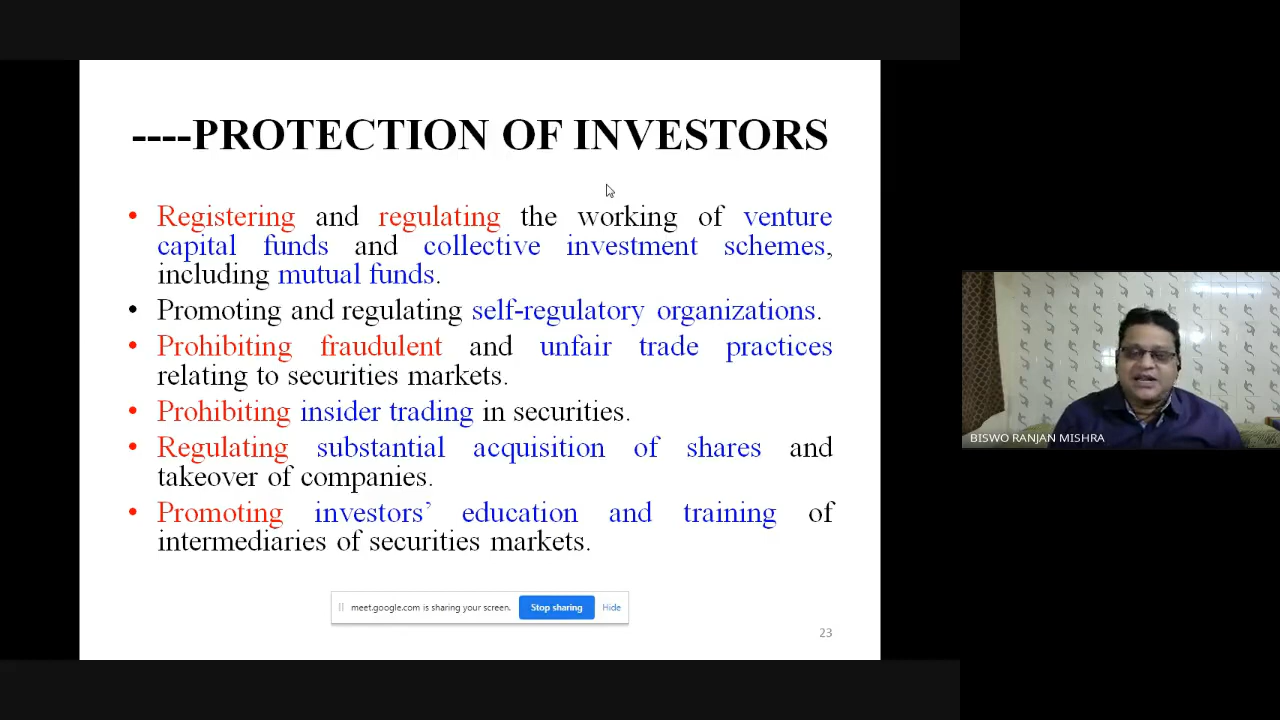 ----PROTECTION OF INVESTORS
• Registering and regulating the working of venture
capital funds and collective investment schemes,
including mutual funds.
• Promoting and regulating self-regulatory organizations.
• Prohibiting fraudulent and unfair trade practices
relating to securities markets.
• Prohibiting insider trading in securities.
• Regulating substantial acquisition of shares and
takeover of companies.
• Promoting investors’ education and training of
intermediaries of securities markets.
meet.google.com is sharing your screen. Stop sharing Hide
23
BISWO RANJAN MISHRA